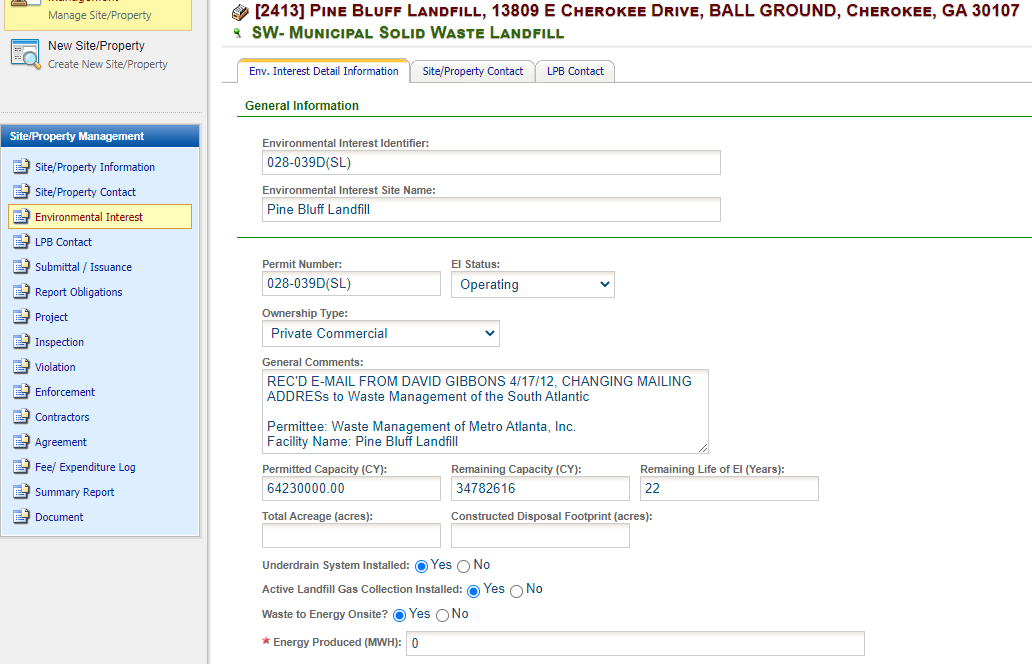 Management
Manage Site/Property
New Site/Property
Create New Site/Property
Site/Property Management
Site/Property Information
Site/Property Contact
Environmental Interest
LPB Contact
Submittal / Issuance
Report Obligations
Project
Inspection
Violation
Enforcement
Contractors
Agreement
Fee/ Expenditure Log
Summary Report
Document
[2413] Pine Bluff Landfill, 13809 E Cherokee Drive, BALL GROUND, Cherokee, GA 30107
SW- Municipal Solid Waste Landfill
Env. Interest Detail Information Site/Property Contact LPB Contact
General Information
Environmental Interest Identifier:
028-039D(SL)
Environmental Interest Site Name:
Pine Bluff Landfill
Permit Number: EI Status:
028-039D(SL) Operating
Ownership Type:
Private Commercial
General Comments:
REC'D E-MAIL FROM DAVID GIBBONS 4/17/12, CHANGING MAILING
ADDRESs to Waste Management of the South Atlantic
Permittee: Waste Management of Metro Atlanta, Inc.
Facility Name: Pine Bluff Landfill
Permitted Capacity (CY): Remaining Capacity (CY): Remaining Life of EI (Years):
64230000.00 34782616 22
Total Acreage (acres): Constructed Disposal Footprint (acres):
Underdrain System Installed: Yes No
Active Landfill Gas Collection Installed: Yes No
Waste to Energy Onsite? Yes No
* Energy Produced (MWH): 0